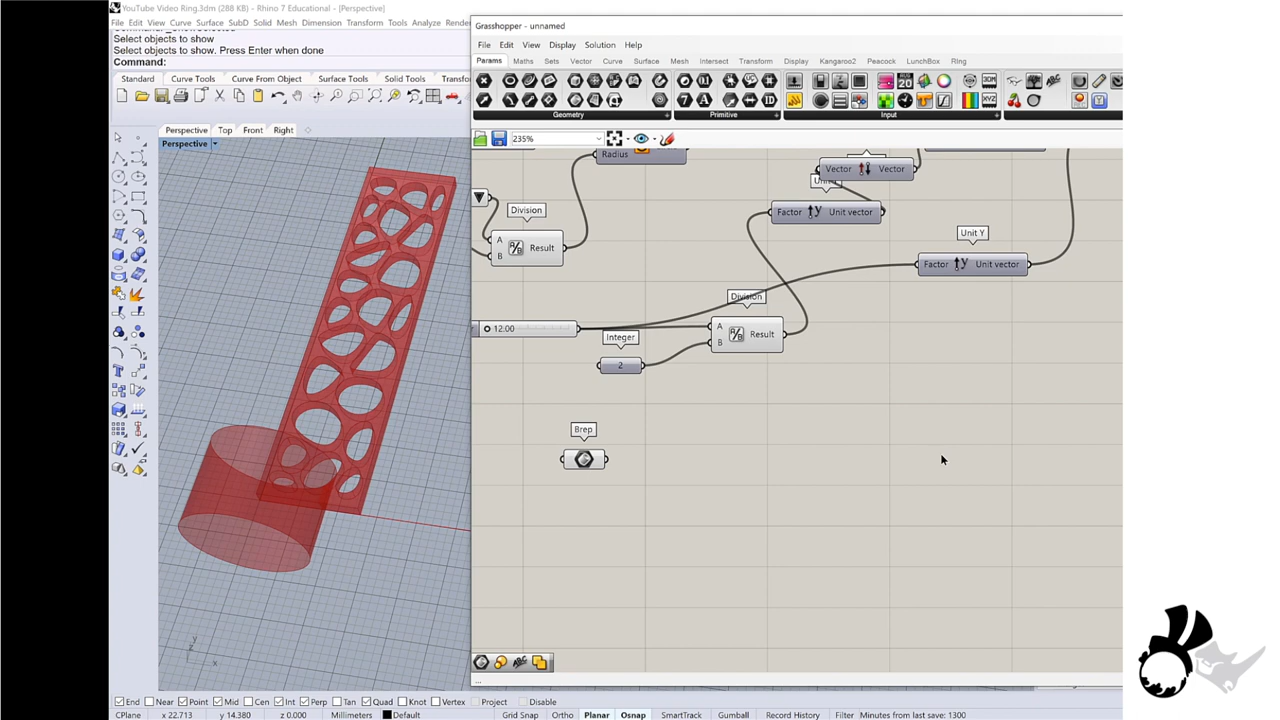 YouTube Video Ring.3dm (288 KB) - Rhino 7 Educational - [Perspective]
File Edit View Curve Surface SubD Solid Mesh Dimension Transform Tools Analyze Render
Select objects to show
Select objects to show. Press Enter when done
Command:
Standard Curve Tools Curve From Object Surface Tools Solid Tools Transfo
Perspective Top Front Right
Perspective
Grasshopper - unnamed
File Edit View Display Solution Help
Params Maths Sets Vector Curve Surface Mesh Intersect Transform Display Kangaroo2 Peacock LunchBox Ring
Geometry Primitive Input
235%
Radius
Vector Vector
Factor Unit vector
Division
A
B
Result
Unit Y
Factor Unit vector
Division
A
B
Result
12.00
Integer
2
Brep
...
End Near Point Mid Cen Int Perp Tan Quad Knot Vertex Project Disable
CPlane x 22.713 y 14.380 z 0.000 Millimeters Default Grid Snap Ortho Planar Osnap SmartTrack Gumball Record History Filter Minutes from last save: 1300